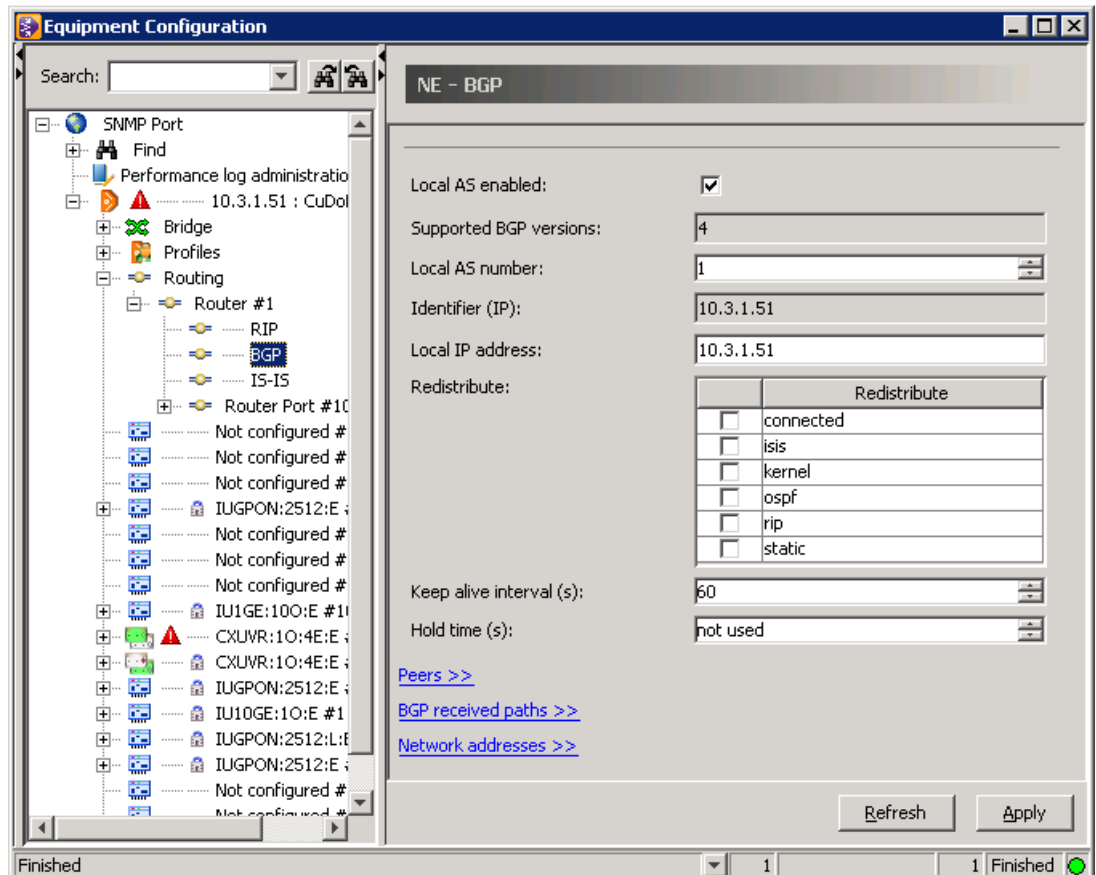 Equipment Configuration
Search:
SNMP Port
Find
Performance log administratio
10.3.1.51 : CuDo
Bridge
Profiles
Routing
Router #1
RIP
BGP
IS-IS
Router Port #10
Not configured #
Not configured #
Not configured #
IUGPON:2512:E
Not configured #
Not configured #
Not configured #
IU1GE:10O:E #10
CXUVR:1O:4E:E
CXUVR:1O:4E:E
IUGPON:2512:E
IU10GE:1O:E #1
IUGPON:2512:L:E
IUGPON:2512:E
Not configured #
Not configured #
NE - BGP
Local AS enabled:
Supported BGP versions: 4
Local AS number: 1
Identifier (IP): 10.3.1.51
Local IP address: 10.3.1.51
Redistribute:
Redistribute
connected
isis
kernel
ospf
rip
static
Keep alive interval (s): 60
Hold time (s): not used
Peers >>
BGP received paths >>
Network addresses >>
Refresh Apply
Finished 1 1 Finished